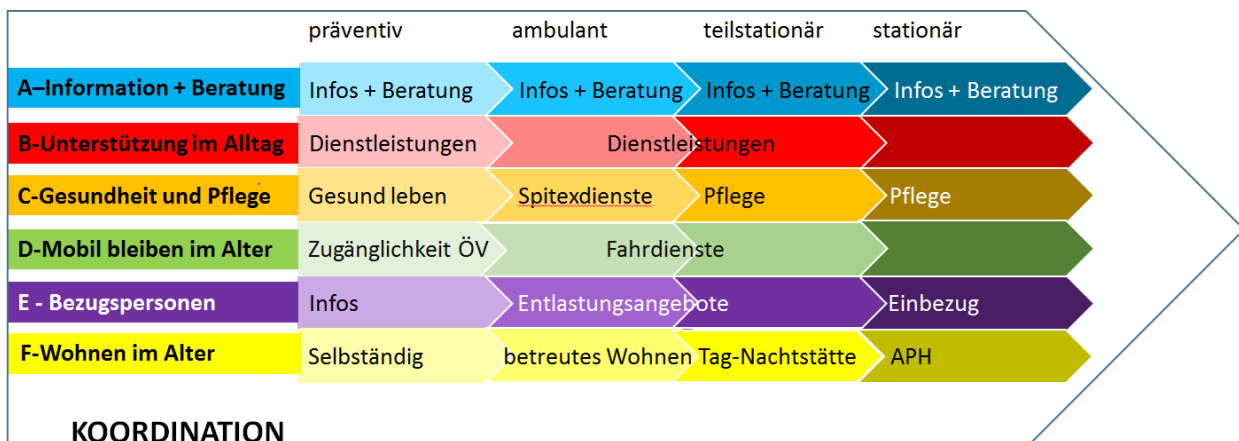 präventiv ambulant teilstationär stationär
A–Information + Beratung Infos + Beratung Infos + Beratung Infos + Beratung Infos + Beratung
B-Unterstützung im Alltag Dienstleistungen Dienstleistungen
C-Gesundheit und Pflege Gesund leben Spitexdienste Pflege Pflege
D-Mobil bleiben im Alter Zugänglichkeit ÖV Fahrdienste
E - Bezugspersonen Infos Entlastungsangebote Einbezug
F-Wohnen im Alter Selbständig betreutes Wohnen Tag-Nachtstätte APH
KOORDINATION